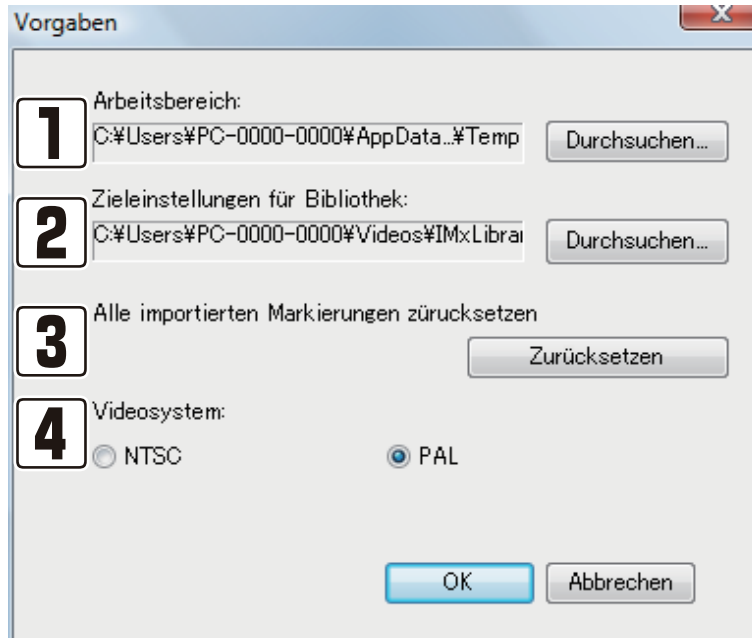 Vorgaben
1
Arbeitsbereich:
C:¥Users¥PC-0000-0000¥AppData...¥Temp
Durchsuchen...
2
Zieleinstellungen für Bibliothek:
C:¥Users¥PC-0000-0000¥Videos¥IMxLibrar
Durchsuchen...
3
Alle importierten Markierungen zürucksetzen
Zurücksetzen
4
Videosystem:
NTSC PAL
OK Abbrechen